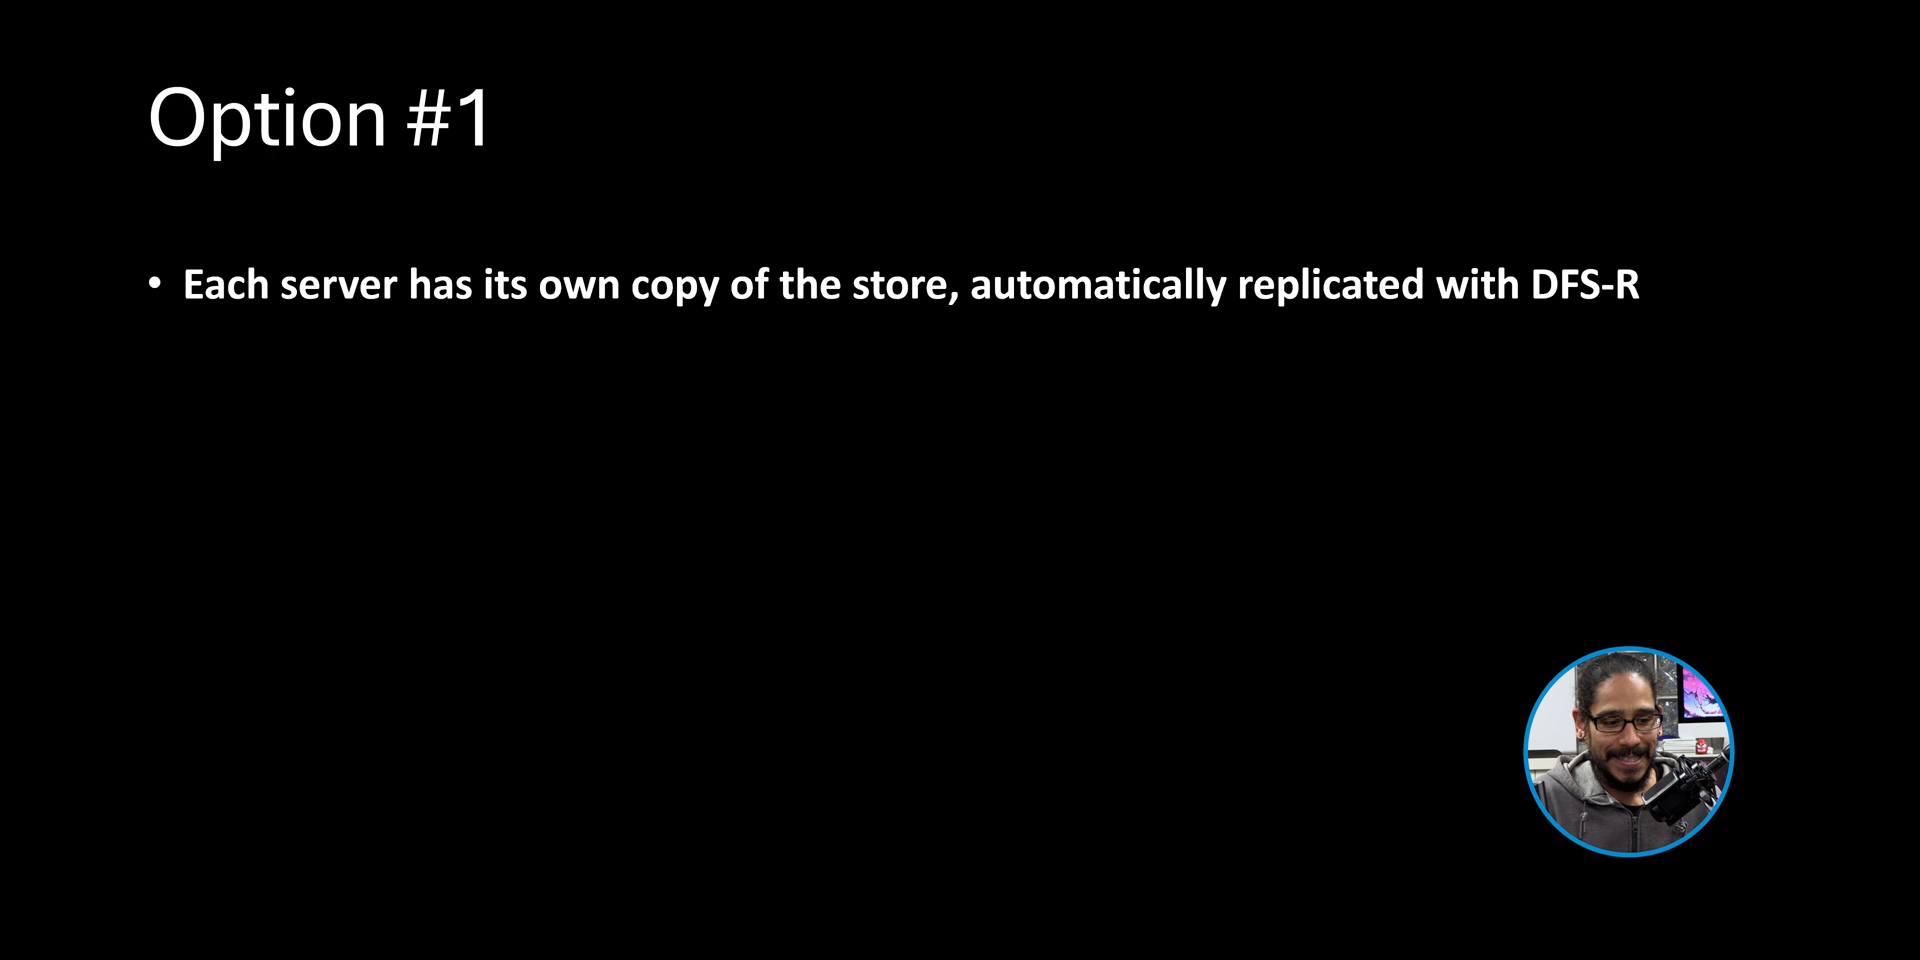 Option #1
• Each server has its own copy of the store, automatically replicated with DFS-R